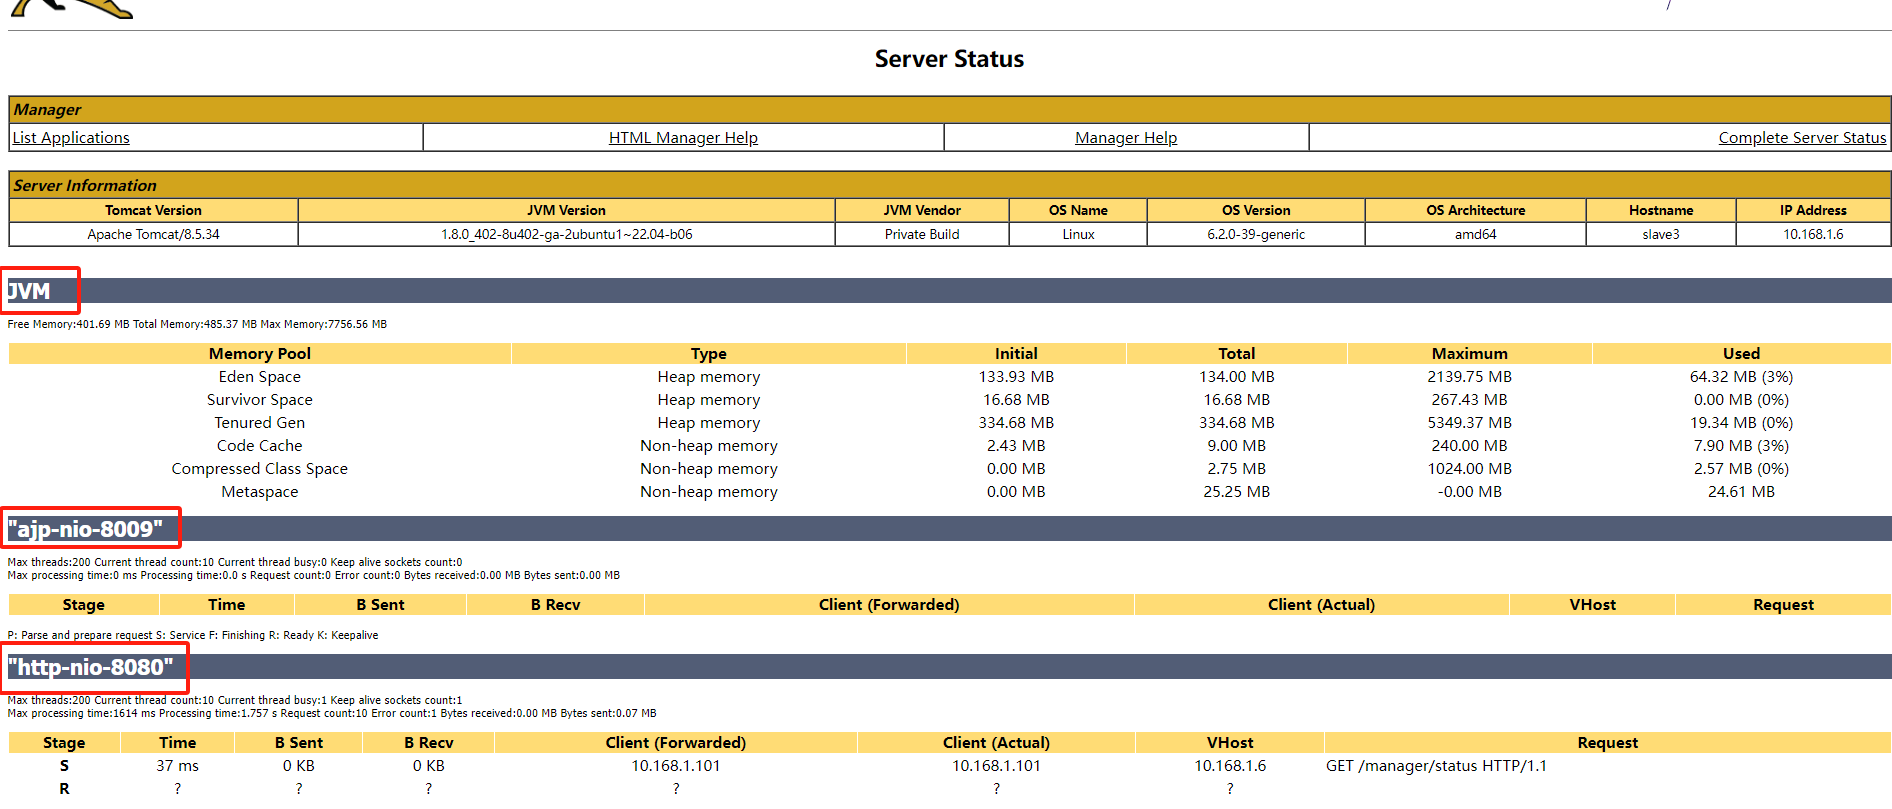 /
Server Status
Manager
List Applications HTML Manager Help Manager Help Complete Server Status
Server Information
Tomcat Version JVM Version JVM Vendor OS Name OS Version OS Architecture Hostname IP Address
Apache Tomcat/8.5.34 1.8.0_402-8u402-ga-2ubuntu1~22.04-b06 Private Build Linux 6.2.0-39-generic amd64 slave3 10.168.1.6
JVM
Free Memory:401.69 MB Total Memory:485.37 MB Max Memory:7756.56 MB
Memory Pool Type Initial Total Maximum Used
Eden Space Heap memory 133.93 MB 134.00 MB 2139.75 MB 64.32 MB (3%)
Survivor Space Heap memory 16.68 MB 16.68 MB 267.43 MB 0.00 MB (0%)
Tenured Gen Heap memory 334.68 MB 334.68 MB 5349.37 MB 19.34 MB (0%)
Code Cache Non-heap memory 2.43 MB 9.00 MB 240.00 MB 7.90 MB (3%)
Compressed Class Space Non-heap memory 0.00 MB 2.75 MB 1024.00 MB 2.57 MB (0%)
Metaspace Non-heap memory 0.00 MB 25.25 MB -0.00 MB 24.61 MB
"ajp-nio-8009"
Max threads:200 Current thread count:10 Current thread busy:0 Keep alive sockets count:0
Max processing time:0 ms Processing time:0.0 s Request count:0 Error count:0 Bytes received:0.00 MB Bytes sent:0.00 MB
Stage Time B Sent B Recv Client (Forwarded) Client (Actual) VHost Request
P: Parse and prepare request S: Service F: Finishing R: Ready K: Keepalive
"http-nio-8080"
Max threads:200 Current thread count:10 Current thread busy:1 Keep alive sockets count:1
Max processing time:1614 ms Processing time:1.757 s Request count:10 Error count:1 Bytes received:0.00 MB Bytes sent:0.07 MB
Stage Time B Sent B Recv Client (Forwarded) Client (Actual) VHost Request
S 37 ms 0 KB 0 KB 10.168.1.101 10.168.1.101 10.168.1.6 GET /manager/status HTTP/1.1
R ? ? ? ? ? ?